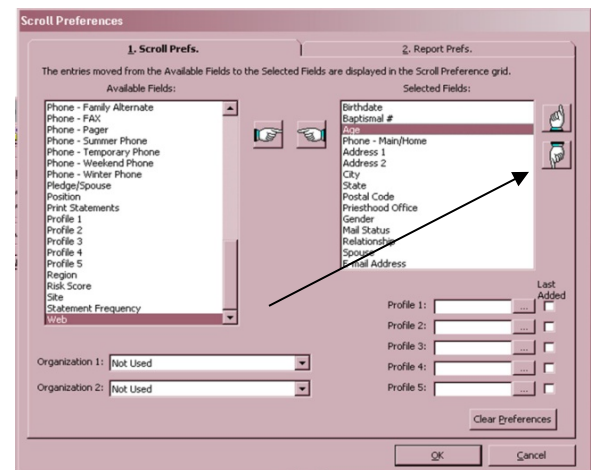 Scroll Preferences
1. Scroll Prefs.
2. Report Prefs.
The entries moved from the Available Fields to the Selected Fields are displayed in the Scroll Preference grid.
Available Fields:
Phone - Family Alternate
Phone - FAX
Phone - Pager
Phone - Summer Phone
Phone - Temporary Phone
Phone - Weekend Phone
Phone - Winter Phone
Pledge/Spouse
Position
Print Statements
Profile 1
Profile 2
Profile 3
Profile 4
Profile 5
Region
Risk Score
Site
Statement Frequency
Web
Selected Fields:
Birthdate
Baptismal #
Age
Phone - Main/Home
Address 1
Address 2
City
State
Postal Code
Priesthood Office
Gender
Mail Status
Relationship
Spouse
E-mail Address
Last
Added
Profile 1: ...
Profile 2: ...
Profile 3: ...
Profile 4: ...
Profile 5: ...
Organization 1: Not Used
Organization 2: Not Used
Clear Preferences
OK
Cancel